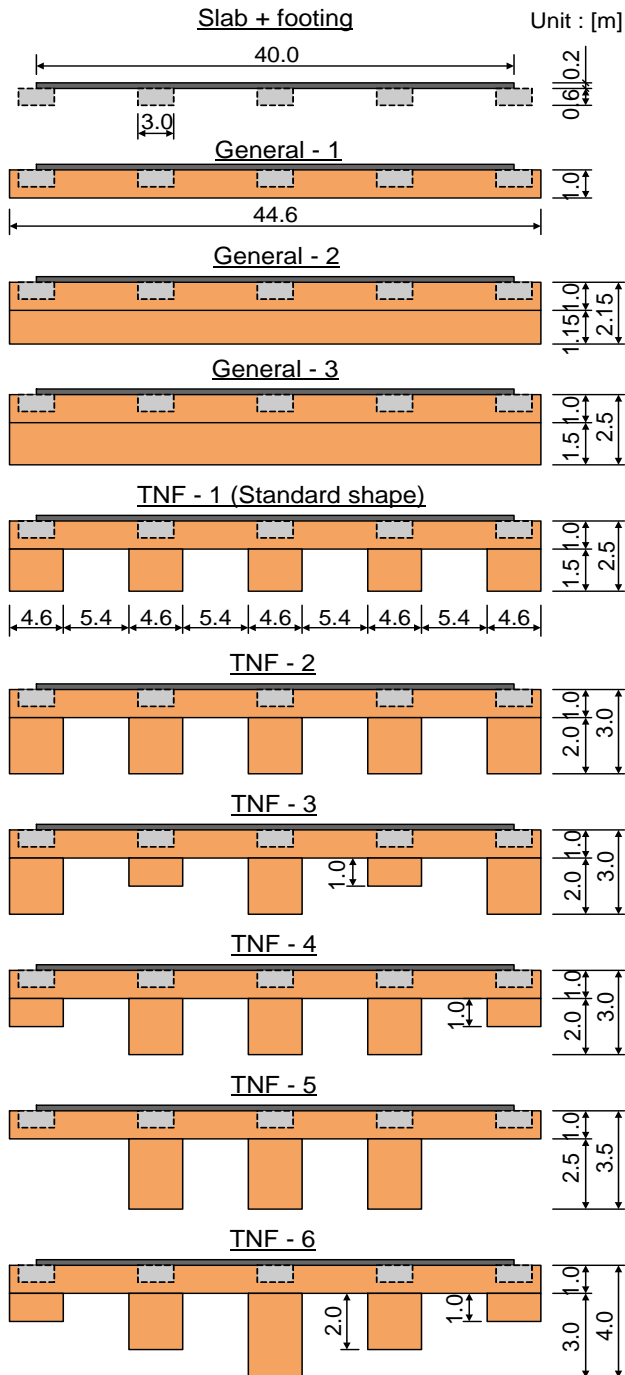 Slab + footing
Unit : [m]
40.0
0.2
0.6
3.0
General - 1
1.0
44.6
General - 2
1.0
1.15
2.15
General - 3
1.0
1.5
2.5
TNF - 1 (Standard shape)
1.0
1.5
2.5
4.6 5.4 4.6 5.4 4.6 5.4 4.6 5.4 4.6
TNF - 2
1.0
2.0
3.0
TNF - 3
1.0
1.0
2.0
3.0
TNF - 4
1.0
1.0
2.0
3.0
TNF - 5
1.0
2.5
3.5
TNF - 6
1.0
2.0
1.0
3.0
4.0